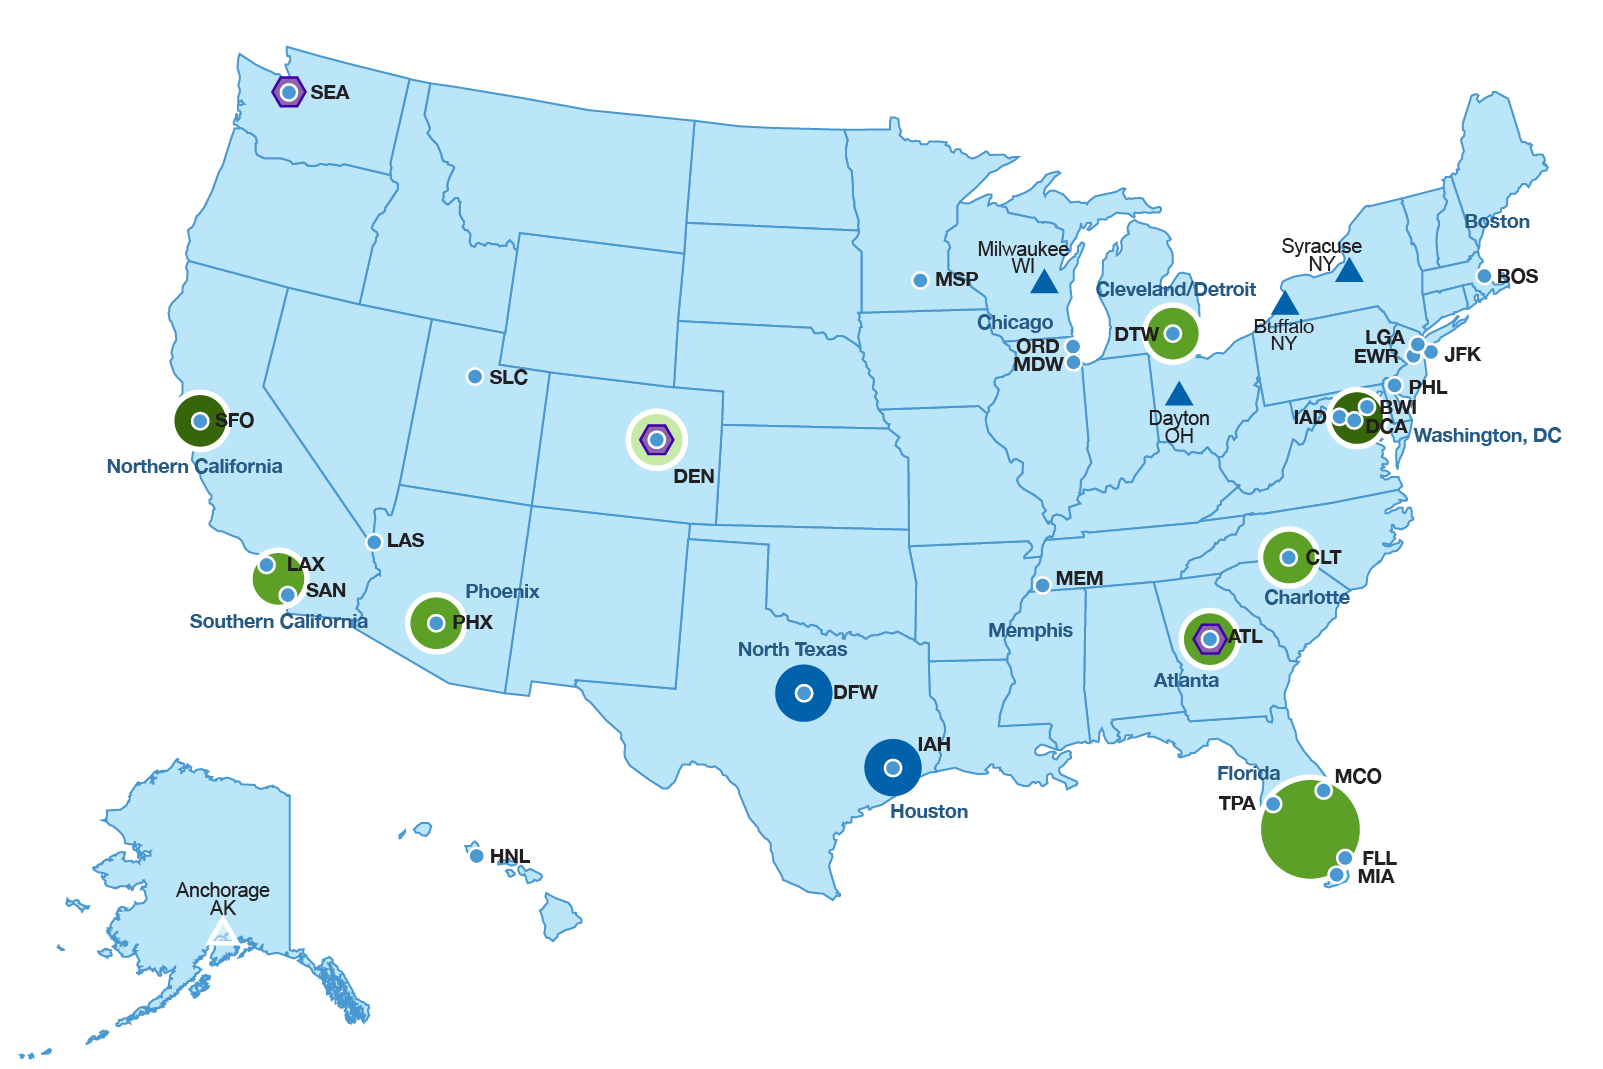 SEA
Boston
Syracuse
NY
Milwaukee
WI
MSP
BOS
Cleveland/Detroit
Chicago
Buffalo
NY
DTW
LGA
ORD
EWR
JFK
MDW
SLC
PHL
BWI
IAD
Dayton
OH
DCA
SFO
Washington, DC
Northern California
DEN
LAS
CLT
LAX
MEM
SAN
Phoenix
Charlotte
Southern California
PHX
Memphis
ATL
North Texas
Atlanta
DFW
IAH
Florida
MCO
TPA
Houston
HNL
FLL
MIA
Anchorage
AK